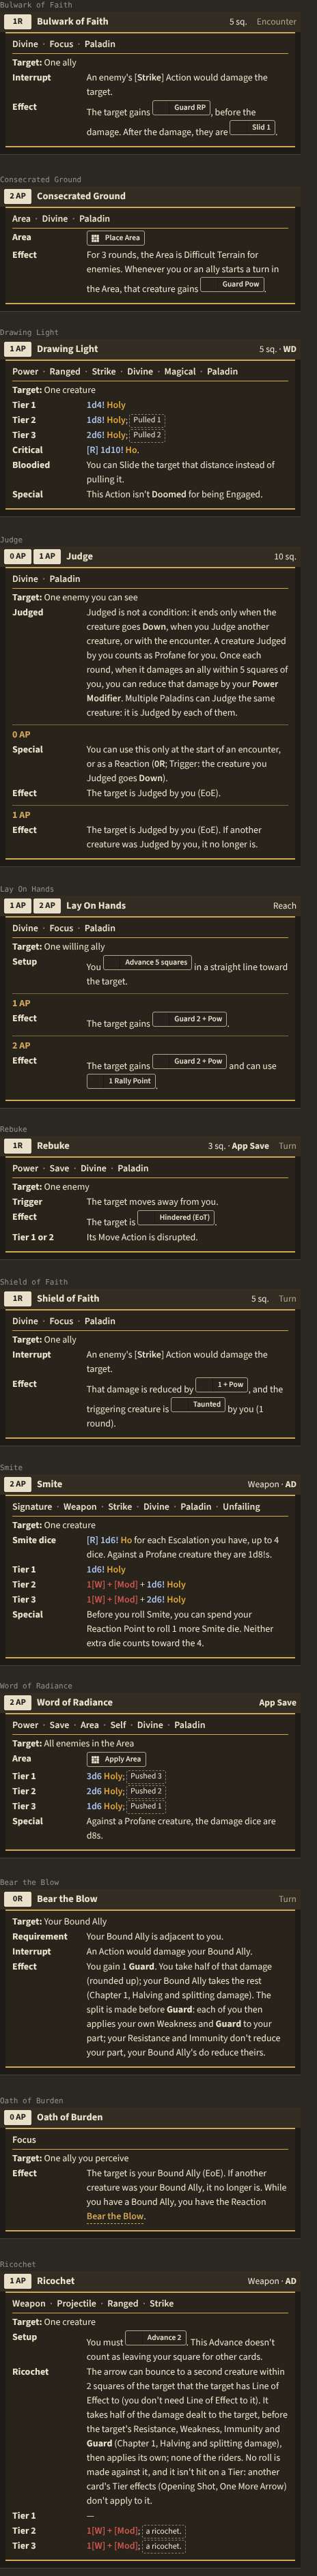 Bulwark of Faith
1R Bulwark of Faith 5 sq. Encounter
Divine · Focus · Paladin
Target: One ally
Interrupt An enemy's [Strike] Action would damage the
target.
Effect The target gains Guard RP, before the
damage. After the damage, they are Slid 1.
Consecrated Ground
2 AP Consecrated Ground
Area · Divine · Paladin
Area Place Area
Effect For 3 rounds, the Area is Difficult Terrain for
enemies. Whenever you or an ally starts a turn in
the Area, that creature gains Guard Pow.
Drawing Light
1 AP Drawing Light 5 sq. · WD
Power · Ranged · Strike · Divine · Magical · Paladin
Target: One creature
Tier 1 1d4! Holy
Tier 2 1d8! Holy; Pulled 1
Tier 3 2d6! Holy; Pulled 2
Critical [R] 1d10! Ho.
Bloodied You can Slide the target that distance instead of
pulling it.
Special This Action isn't Doomed for being Engaged.
Judge
0 AP 1 AP Judge 10 sq.
Divine · Paladin
Target: One enemy you can see
Judged Judged is not a condition: it ends only when the
creature goes Down, when you Judge another
creature, or with the encounter. A creature Judged
by you counts as Profane for you. Once each
round, when it damages an ally within 5 squares of
you, you can reduce that damage by your Power
Modifier. Multiple Paladins can Judge the same
creature: it is Judged by each of them.
0 AP
Special You can use this only at the start of an encounter,
or as a Reaction (0R; Trigger: the creature you
Judged goes Down).
Effect The target is Judged by you (EoE).
1 AP
Effect The target is Judged by you (EoE). If another
creature was Judged by you, it no longer is.
Lay On Hands
1 AP 2 AP Lay On Hands Reach
Divine · Focus · Paladin
Target: One willing ally
Setup You Advance 5 squares in a straight line toward
the target.
1 AP
Effect The target gains Guard 2 + Pow.
2 AP
Effect The target gains Guard 2 + Pow and can use
1 Rally Point.
Rebuke
1R Rebuke 3 sq. · App Save Turn
Power · Save · Divine · Paladin
Target: One enemy
Trigger The target moves away from you.
Effect The target is Hindered (EoT).
Tier 1 or 2 Its Move Action is disrupted.
Shield of Faith
1R Shield of Faith 5 sq. Turn
Divine · Focus · Paladin
Target: One ally
Interrupt An enemy's [Strike] Action would damage the
target.
Effect That damage is reduced by 1 + Pow, and the
triggering creature is Taunted by you (1
round).
Smite
2 AP Smite Weapon · AD
Signature · Weapon · Strike · Divine · Paladin · Unfailing
Target: One creature
Smite dice [R] 1d6! Ho for each Escalation you have, up to 4
dice. Against a Profane creature they are 1d8!s.
Tier 1 1d6! Holy
Tier 2 1[W] + [Mod] + 1d6! Holy
Tier 3 1[W] + [Mod] + 2d6! Holy
Special Before you roll Smite, you can spend your
Reaction Point to roll 1 more Smite die. Neither
extra die counts toward the 4.
Word of Radiance
2 AP Word of Radiance App Save
Power · Save · Area · Self · Divine · Paladin
Target: All enemies in the Area
Area Apply Area
Tier 1 3d6 Holy; Pushed 3
Tier 2 2d6 Holy; Pushed 2
Tier 3 1d6 Holy; Pushed 1
Special Against a Profane creature, the damage dice are
d8s.
Bear the Blow
0R Bear the Blow Turn
Target: Your Bound Ally
Requirement Your Bound Ally is adjacent to you.
Interrupt An Action would damage your Bound Ally.
Effect You gain 1 Guard. You take half of that damage
(rounded up); your Bound Ally takes the rest
(Chapter 1, Halving and splitting damage). The
split is made before Guard: each of you then
applies your own Weakness and Guard to your
part; your Resistance and Immunity don't reduce
your part, your Bound Ally's do reduce theirs.
Oath of Burden
0 AP Oath of Burden
Focus
Target: One ally you perceive
Effect The target is your Bound Ally (EoE). If another
creature was your Bound Ally, it no longer is. While
you have a Bound Ally, you have the Reaction
Bear the Blow.
Ricochet
1 AP Ricochet Weapon · AD
Weapon · Projectile · Ranged · Strike
Target: One creature
Setup You must Advance 2. This Advance doesn't
count as leaving your square for other cards.
Ricochet The arrow can bounce to a second creature within
2 squares of the target that the target has Line of
Effect to (you don't need Line of Effect to it). It
takes half of the damage dealt to the target, before
the target's Resistance, Weakness, Immunity and
Guard (Chapter 1, Halving and splitting damage),
then applies its own; none of the riders. No roll is
made against it, and it isn't hit on a Tier: another
card's Tier effects (Opening Shot, One More Arrow)
don't apply to it.
Tier 1 —
Tier 2 1[W] + [Mod]; a ricochet.
Tier 3 1[W] + [Mod]; a ricochet.